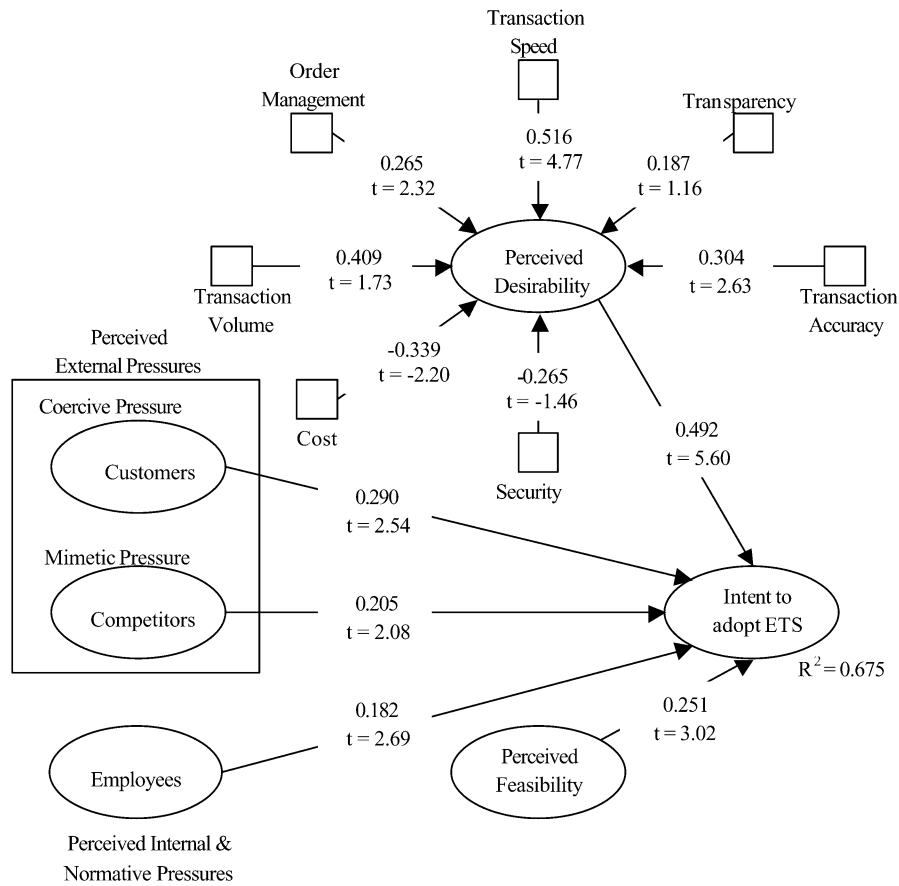 Transaction
Speed
Order
Management
Transparency
0.516
t = 4.77
0.265
t = 2.32
0.187
t = 1.16
0.409
t = 1.73
Perceived
Desirability
0.304
t = 2.63
Transaction
Volume
Transaction
Accuracy
Perceived
External Pressures
-0.339
t = -2.20
-0.265
t = -1.46
Cost
Security
Coercive Pressure
Customers
0.492
t = 5.60
0.290
t = 2.54
Mimetic Pressure
Competitors
0.205
t = 2.08
Intent to
adopt ETS
R² = 0.675
0.182
t = 2.69
0.251
t = 3.02
Employees
Perceived
Feasibility
Perceived Internal &
Normative Pressures